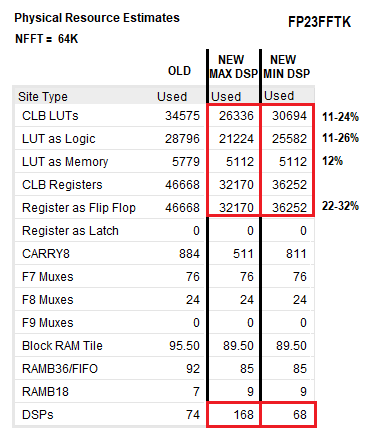 Physical Resource Estimates FP23FFTK
NFFT = 64K
OLD NEW MAX DSP NEW MIN DSP
Site Type Used Used Used
CLB LUTs 34575 26336 30694 11-24%
LUT as Logic 28796 21224 25582 11-26%
LUT as Memory 5779 5112 5112 12%
CLB Registers 46668 32170 36252
Register as Flip Flop 46668 32170 36252 22-32%
Register as Latch 0 0 0
CARRY8 884 511 811
F7 Muxes 76 76 76
F8 Muxes 24 24 24
F9 Muxes 0 0 0
Block RAM Tile 95.50 89.50 89.50
RAMB36/FIFO 92 85 85
RAMB18 7 9 9
DSPs 74 168 68